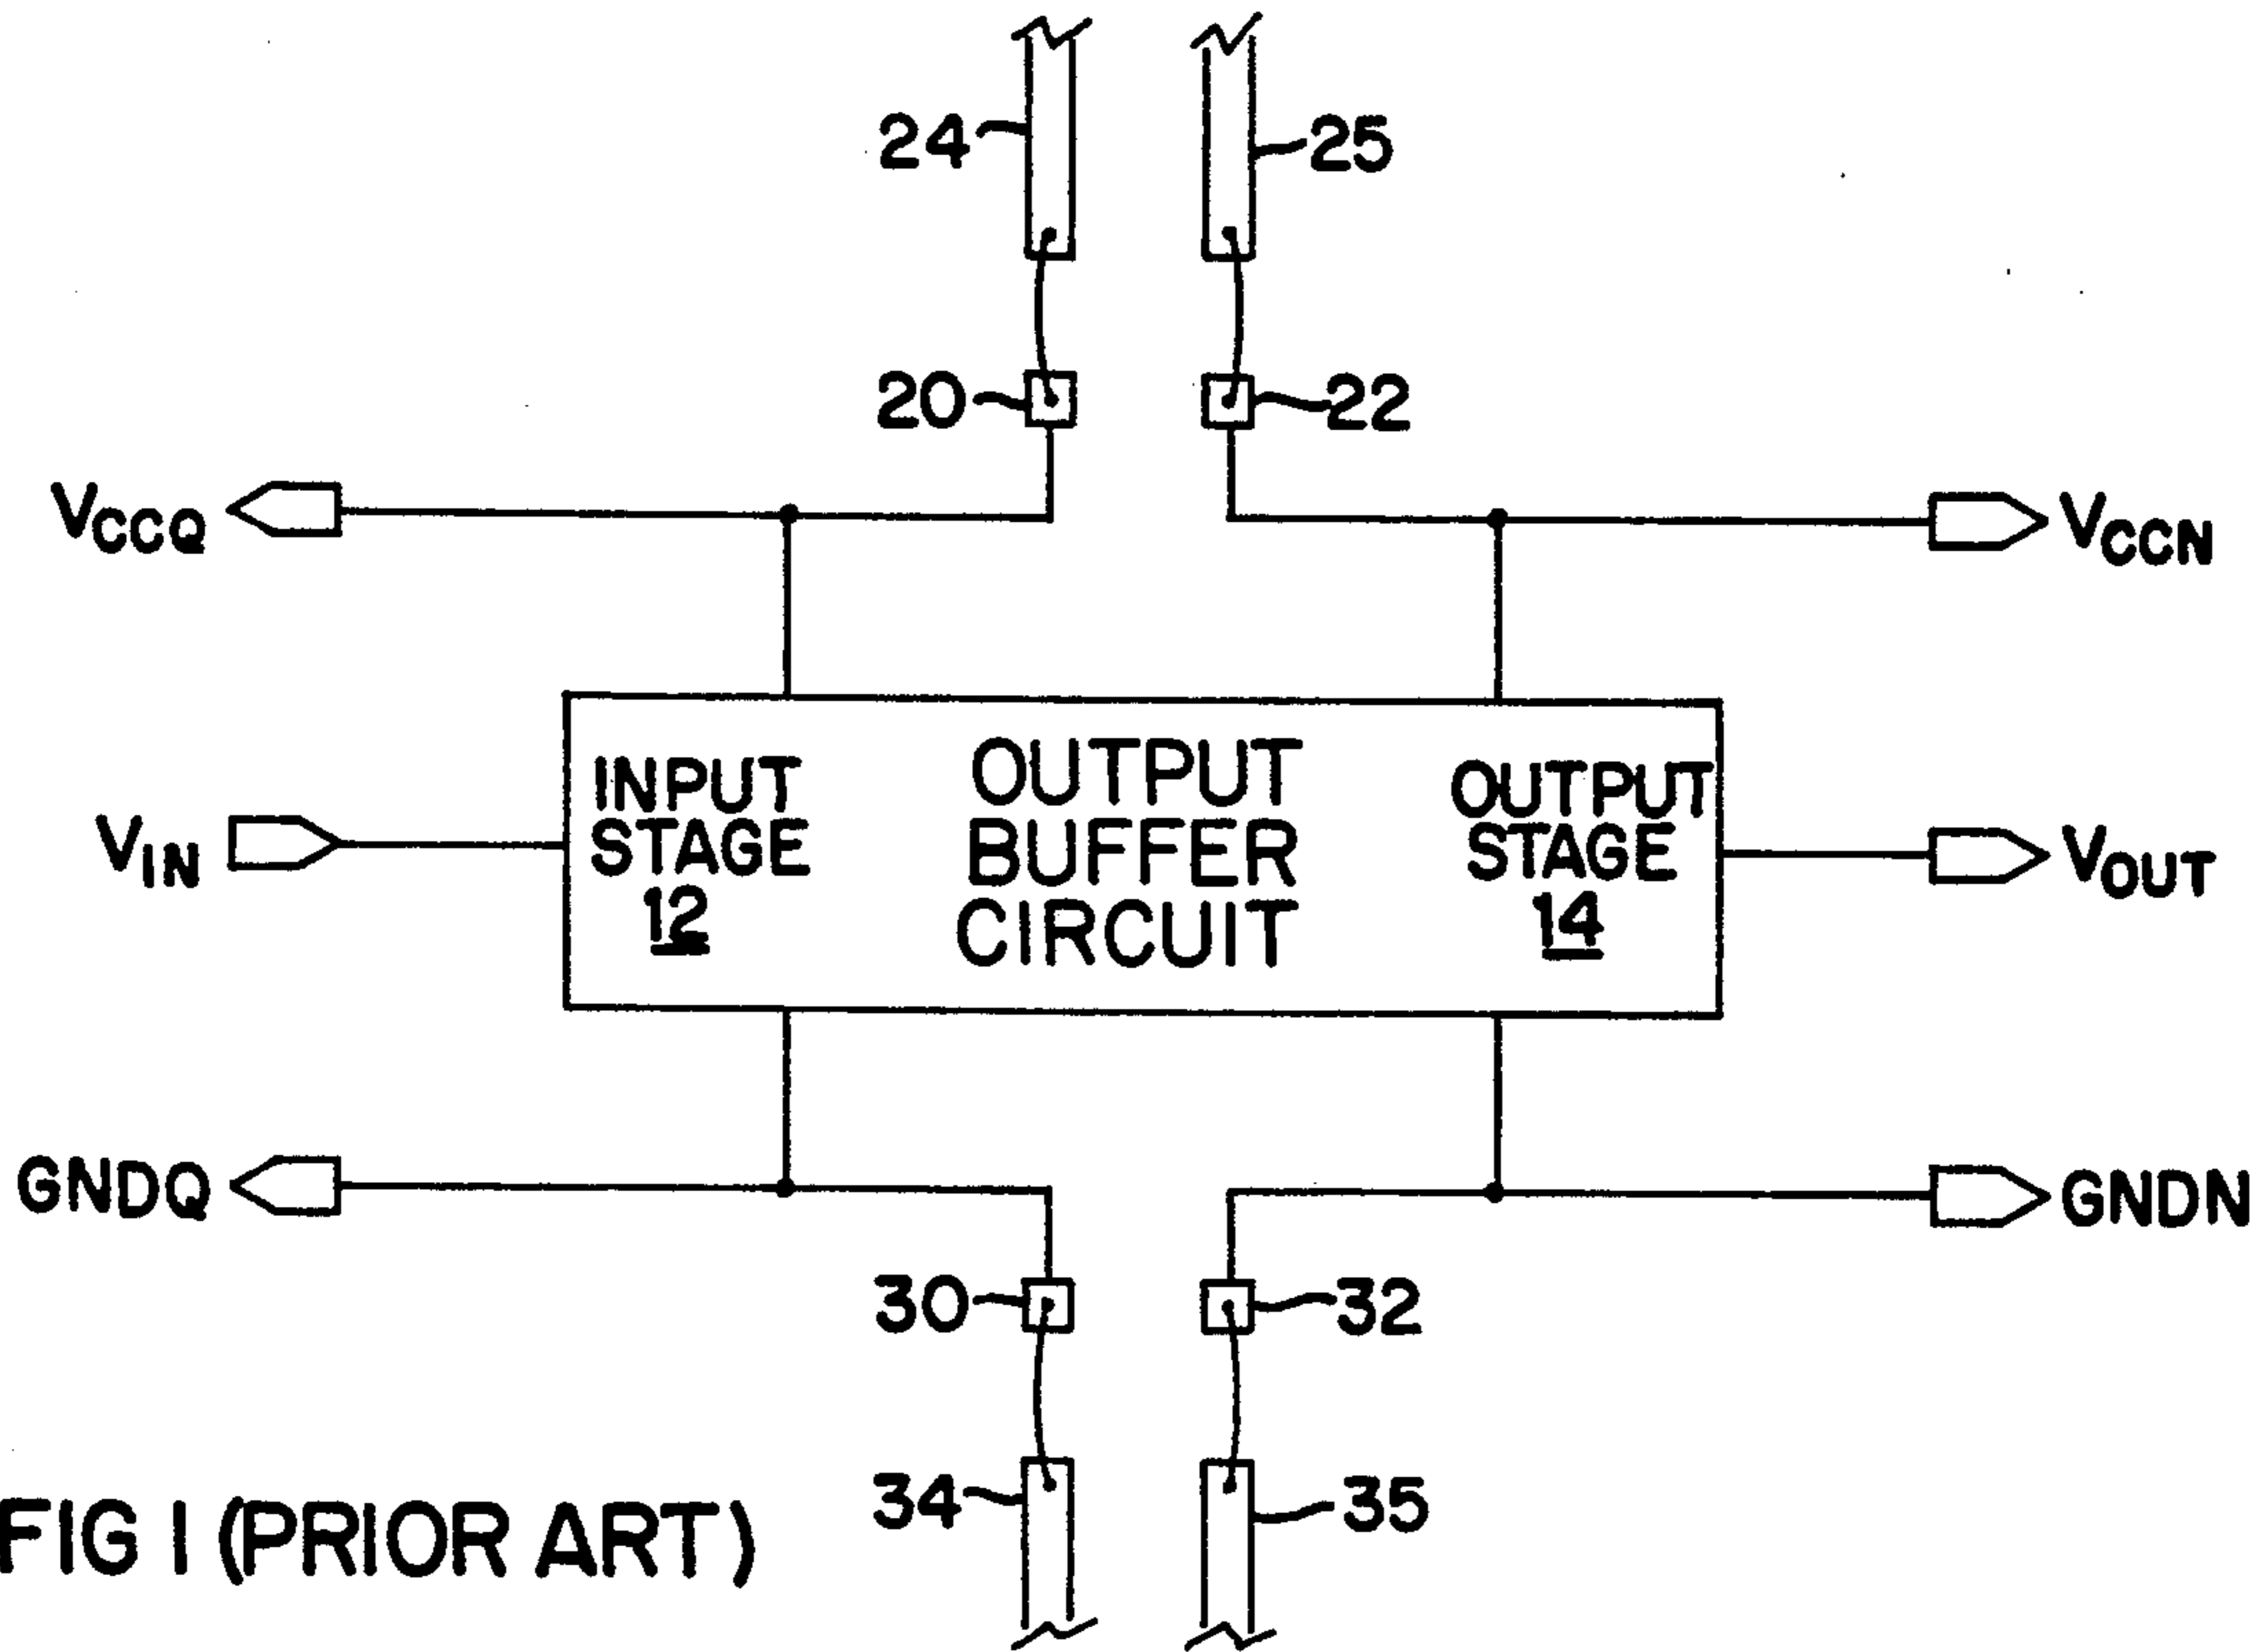 24
25
20
22
VCCQ
VCCN
INPUT
STAGE
12
OUTPUT
BUFFER
CIRCUIT
OUTPUT
STAGE
14
VIN
VOUT
GNDQ
GNDN
30
32
34
35
FIG 1 (PRIOR ART)